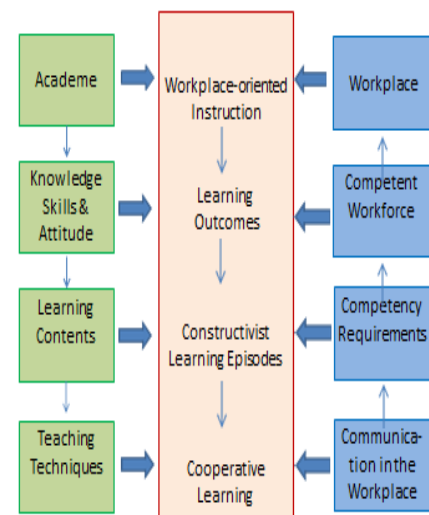 Academe
Knowledge
Skills &
Attitude
Learning
Contents
Teaching
Techniques
Workplace-oriented
Instruction
Learning
Outcomes
Constructivist
Learning Episodes
Cooperative
Learning
Workplace
Competent
Workforce
Competency
Requirements
Communica-
tion in the
Workplace